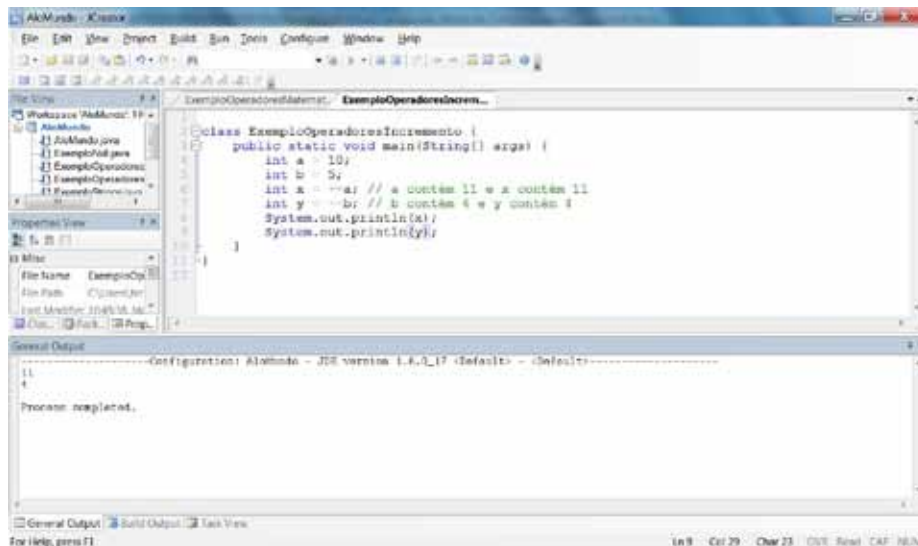 AloMundo - JCreator
File Edit View Project Build Run Tools Configure Window Help
File View
ExemploOperadoresIncrem...
Workspace 'AloMundo':
AloMundo
AloMundo.java
class ExemploOperadoresIncremento {
public static void main(String[] args) {
int a = 10;
int b = 5;
int x = ++a; // a contém 11 e x contém 11
int y = --b; // b contém 4 e y contém 4
System.out.println(x);
System.out.println(y);
}
}
Properties View
Misc
File Name
File Path
General Output
--------------------Configuration: AloMundo - JDK version 1.6.0_17 <Default> - <Default>--------------------
11
4
Process completed.
General Output Build Output Task View
For Help, press F1
Ln 9 Col 29 Char 23 OVR Read CAP NUM